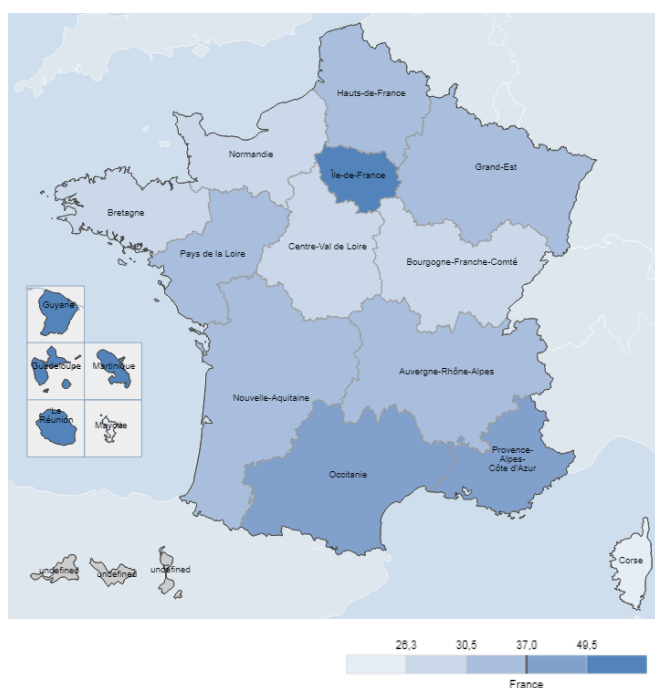 Hauts-de-France
Normandie
Île-de-France
Grand-Est
Bretagne
Pays de la Loire
Centre-Val de Loire
Bourgogne-Franche-Comté
Guyane
Guadeloupe
Martinique
La
Réunion
Mayotte
Nouvelle-Aquitaine
Auvergne-Rhône-Alpes
Occitanie
Provence-
Alpes-
Côte d'Azur
Corse
undefined
undefined
undefined
26,3
30,5
37,0
49,5
France